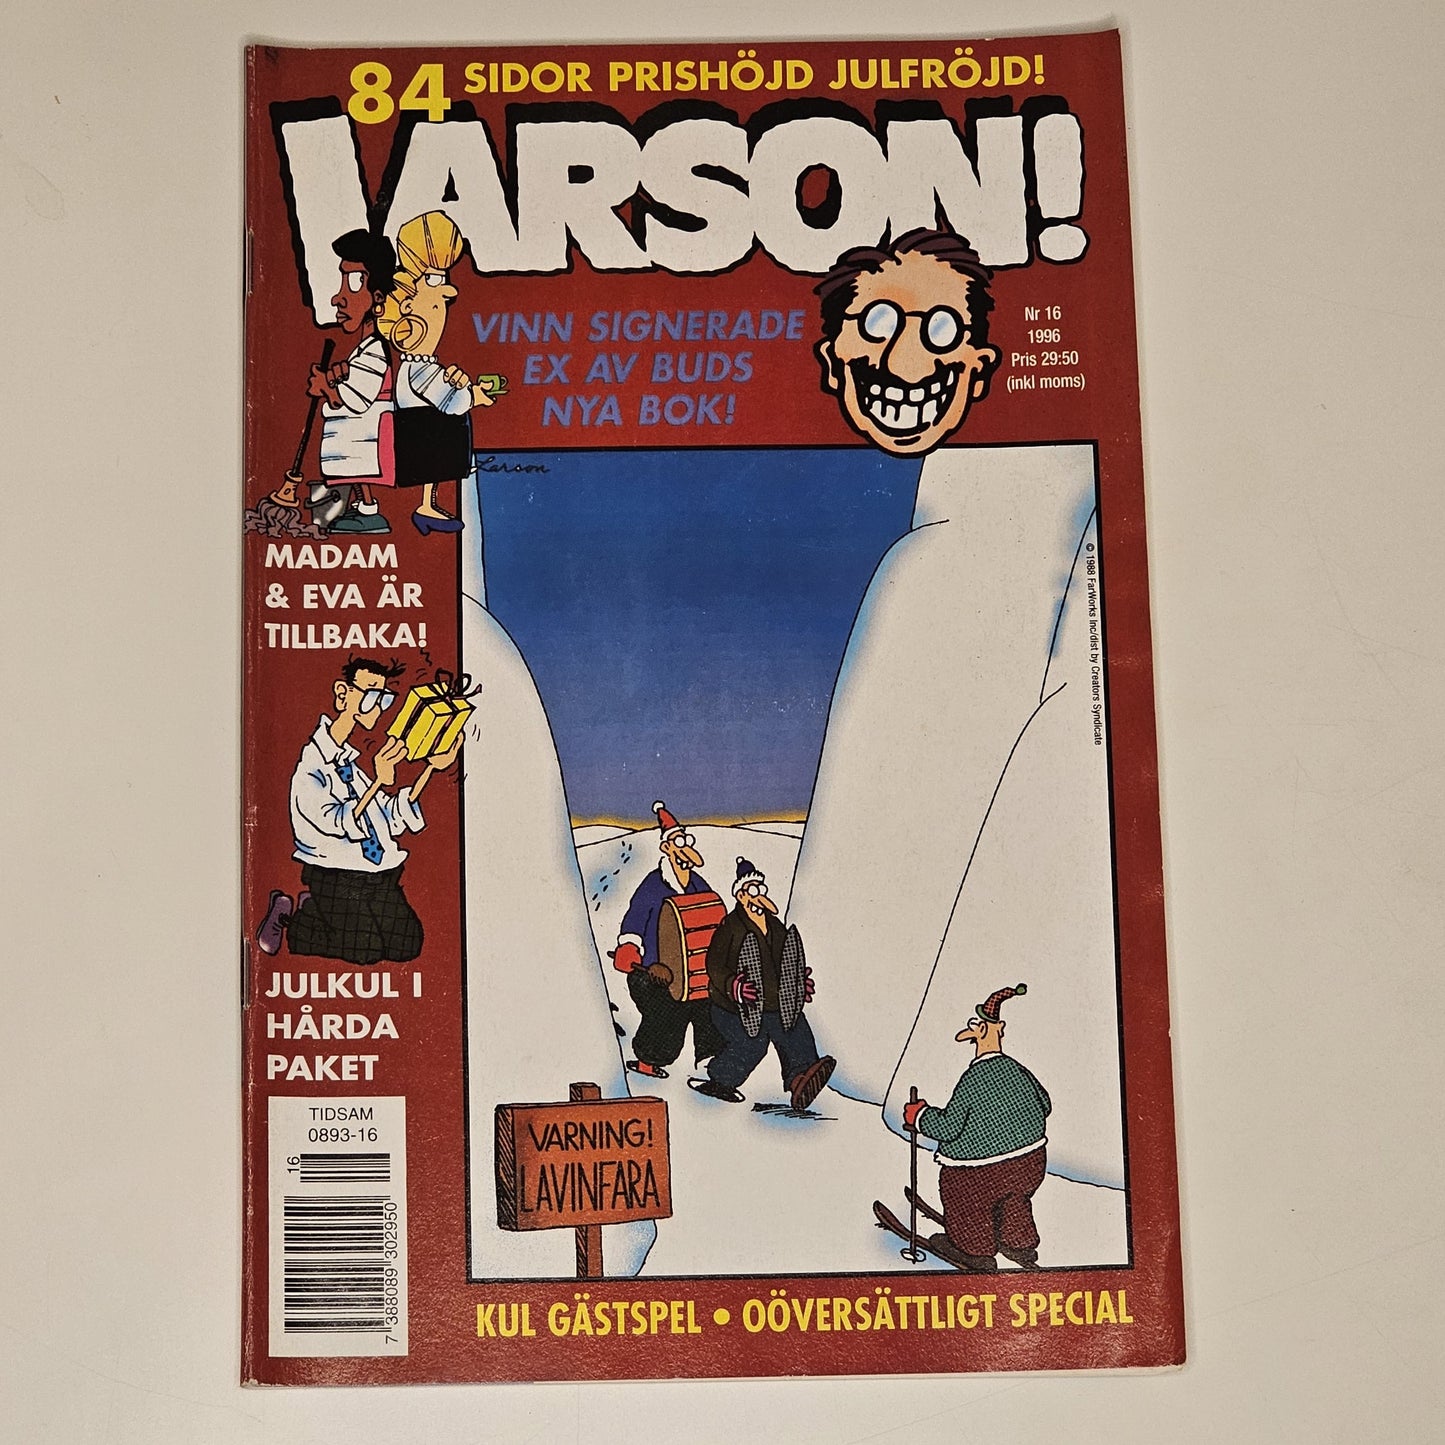 84 SIDOR PRISHÖJD JULFRÖJD!
LARSON!
VINN SIGNERADE
EX AV BUDS
NYA BOK!
Nr 16
1996
Pris 29:50
(inkl moms)
Larson
© 1988 FarWorks Inc/dist by Creators Syndicate
MADAM
& EVA ÄR
TILLBAKA!
JULKUL I
HÅRDA
PAKET
TIDSAM
0893-16
16
7 388089 302950
VARNING!
LAVINFARA
KUL GÄSTSPEL • OÖVERSÄTTLIGT SPECIAL